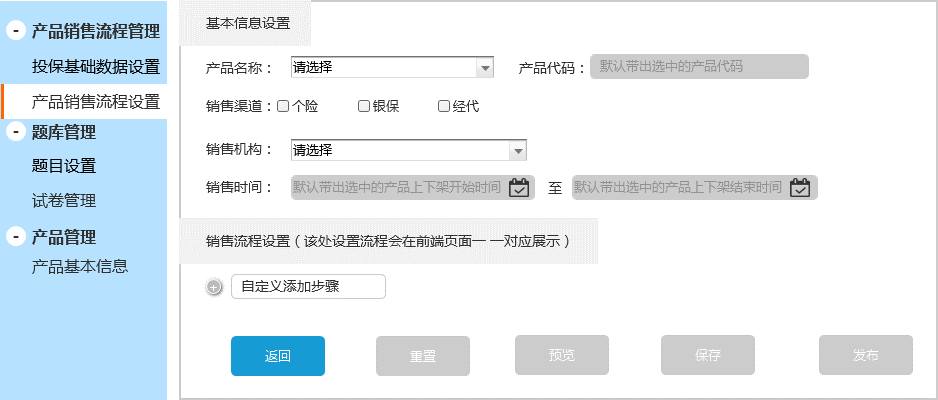 - 产品销售流程管理
投保基础数据设置
产品销售流程设置
- 题库管理
题目设置
试卷管理
- 产品管理
产品基本信息
基本信息设置
产品名称： 请选择 产品代码： 默认带出选中的产品代码
销售渠道： 个险 银保 经代
销售机构： 请选择
销售时间： 默认带出选中的产品上下架开始时间 至 默认带出选中的产品上下架结束时间
销售流程设置（该处设置流程会在前端页面一 一对应展示）
自定义添加步骤
返回 重置 预览 保存 发布